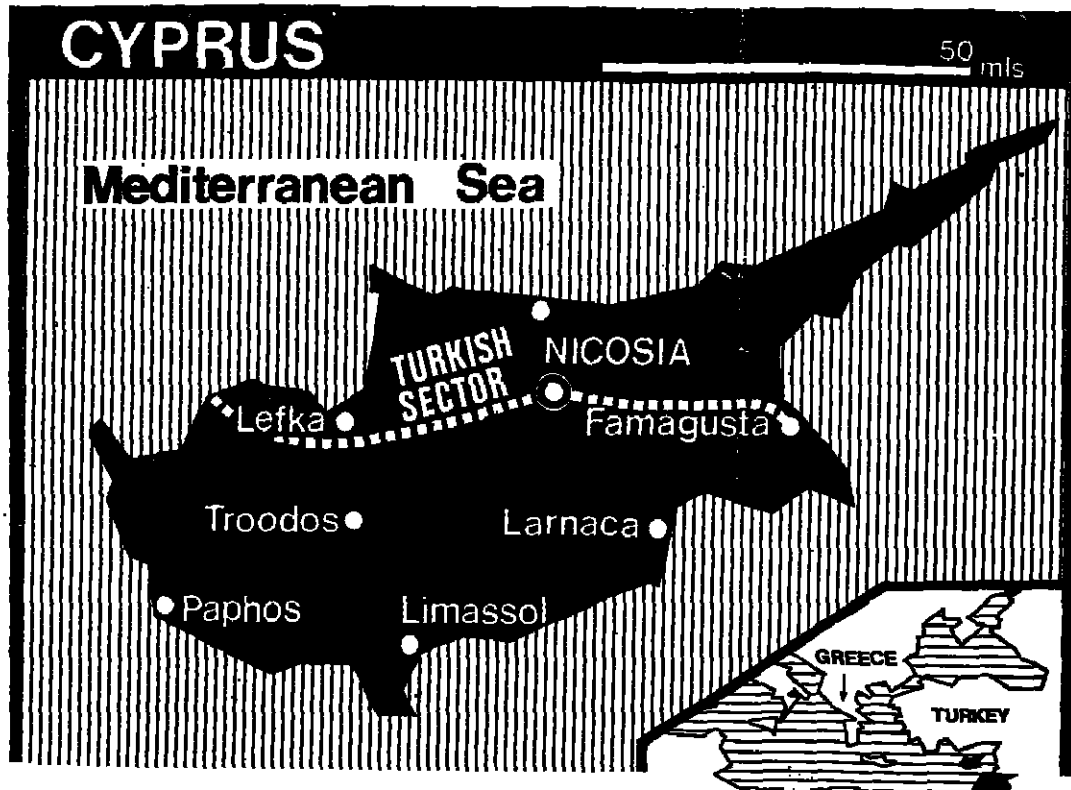 CYPRUS
50 mls
Mediterranean Sea
TURKISH
SECTOR
NICOSIA
Lefka
Famagusta
Troodos
Larnaca
Paphos
Limassol
GREECE
TURKEY